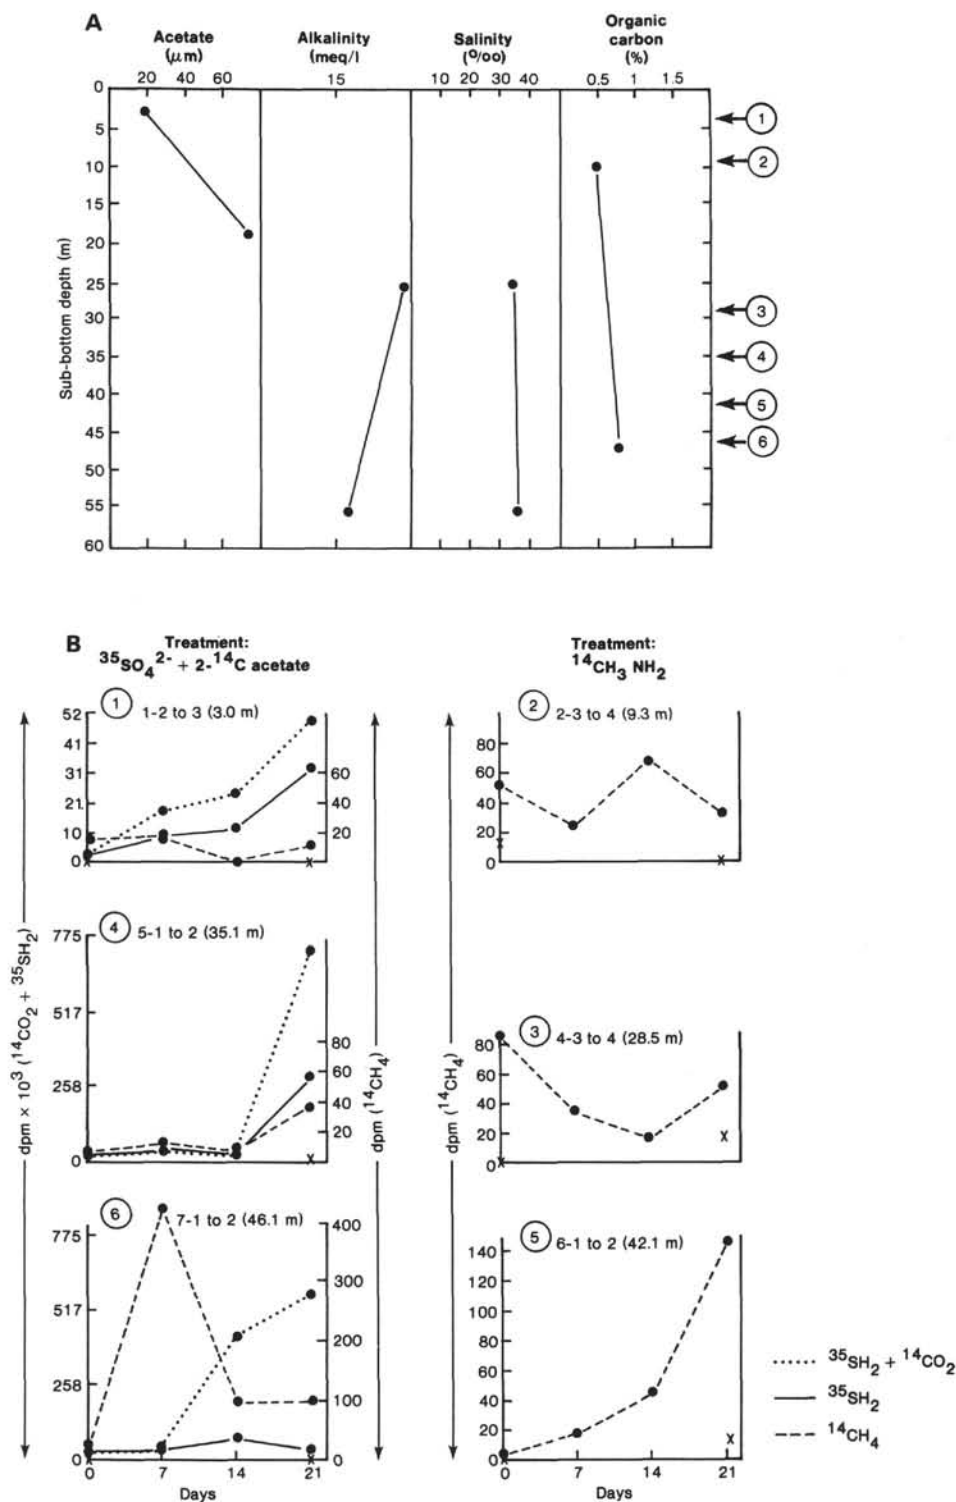 A
Acetate
(μm)
20 40 60
Alkalinity
(meq/l
15
Salinity
(⁰/oo)
10 20 30 40
Organic
carbon
(%)
0.5 1 1.5
Sub-bottom depth (m)
0
5
10
15
20
25
30
35
40
45
50
55
60
1
2
3
4
5
6
B
Treatment:
³⁵SO₄²⁻ + 2-¹⁴C acetate
Treatment:
¹⁴CH₃ NH₂
dpm × 10³ (¹⁴CO₂ + ³⁵SH₂)
dpm (¹⁴CH₄)
dpm (¹⁴CH₄)
1 1-2 to 3 (3.0 m)
52
41
31
21
10
0
60
40
20
2 2-3 to 4 (9.3 m)
80
60
40
20
0
4 5-1 to 2 (35.1 m)
775
517
258
0
80
60
40
20
3 4-3 to 4 (28.5 m)
80
60
40
20
0
6 7-1 to 2 (46.1 m)
775
517
258
0
400
300
200
100
0
0 7 14 21
Days
5 6-1 to 2 (42.1 m)
140
120
100
80
60
40
20
0
0 7 14 21
Days
³⁵SH₂ + ¹⁴CO₂
³⁵SH₂
¹⁴CH₄